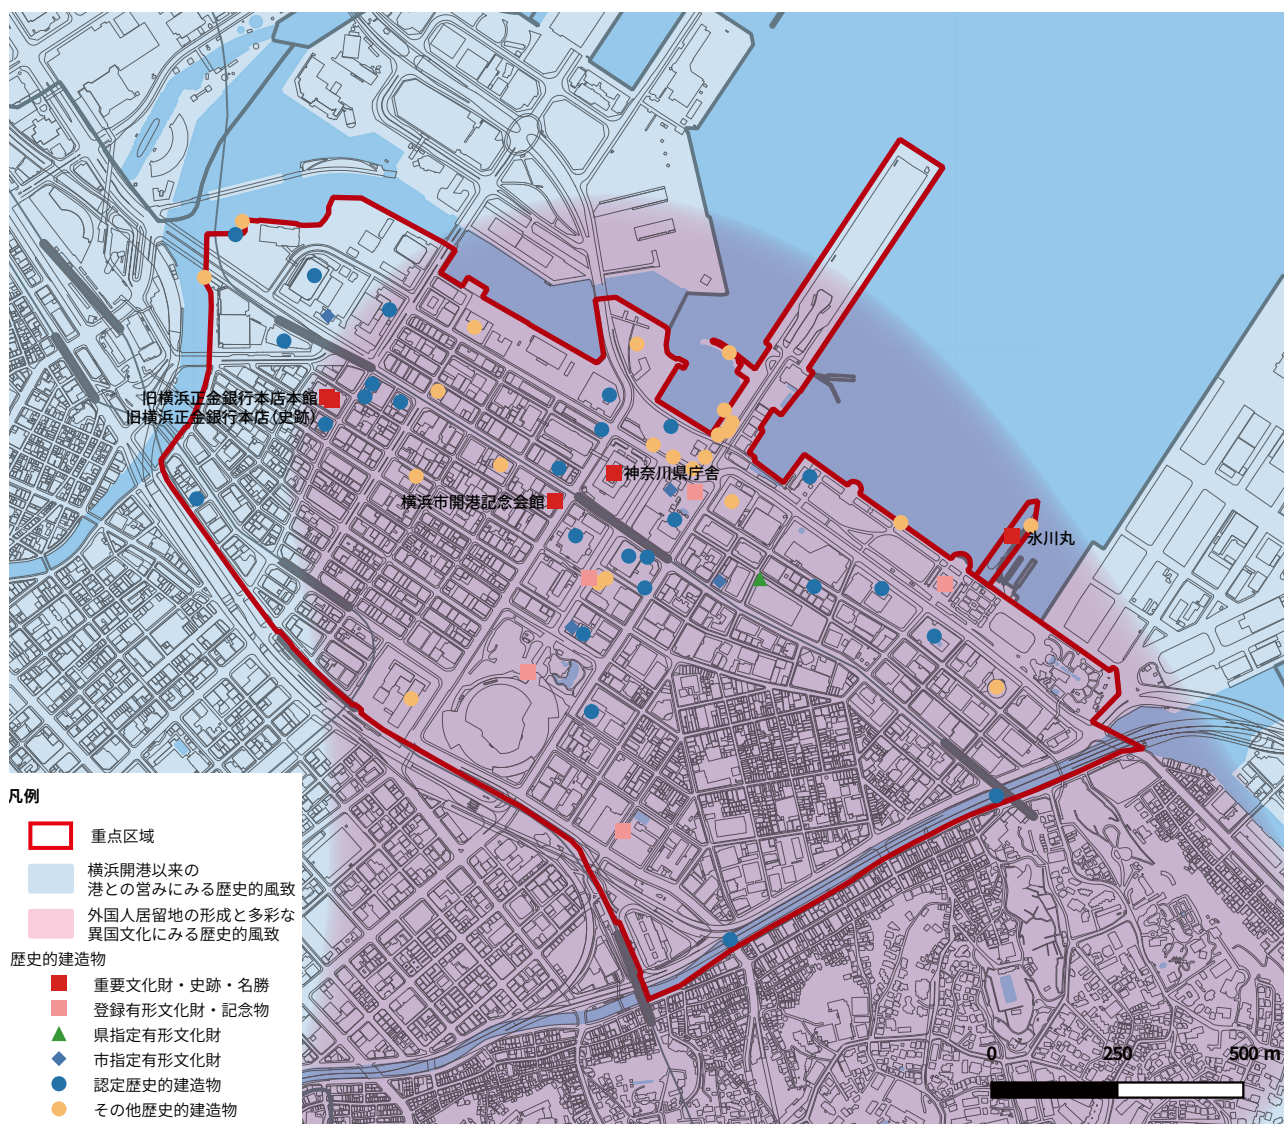 旧横浜正金銀行本店本館
旧横浜正金銀行本店(史跡)
神奈川県庁舎
横浜市開港記念会館
氷川丸
凡例
重点区域
横浜開港以来の
港との営みにみる歴史的風致
外国人居留地の形成と多彩な
異国文化にみる歴史的風致
歴史的建造物
重要文化財・史跡・名勝
登録有形文化財・記念物
県指定有形文化財
市指定有形文化財
認定歴史的建造物
その他歴史的建造物
0 250 500 m